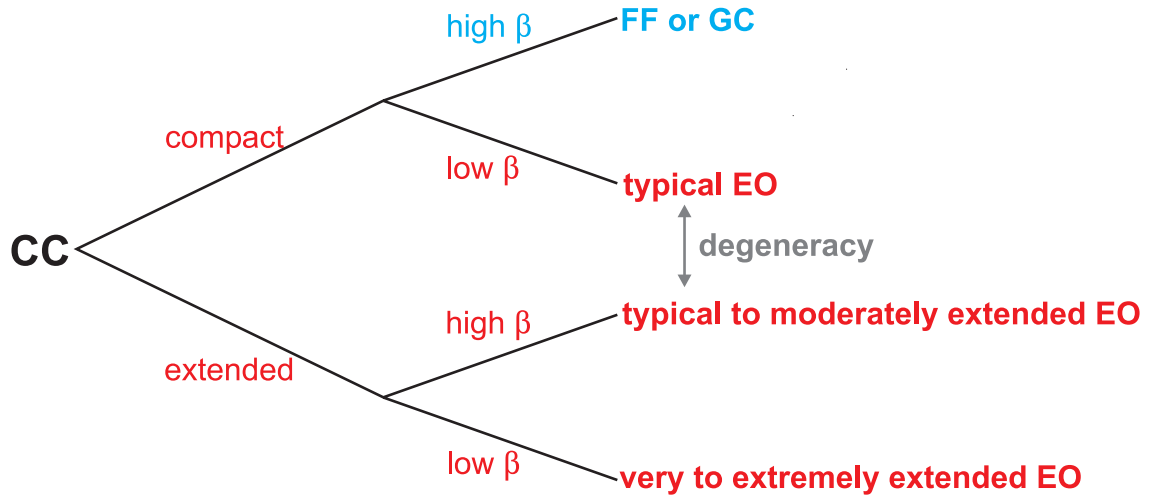 high β
FF or GC
compact
low β
typical EO
CC
degeneracy
high β
typical to moderately extended EO
extended
low β
very to extremely extended EO